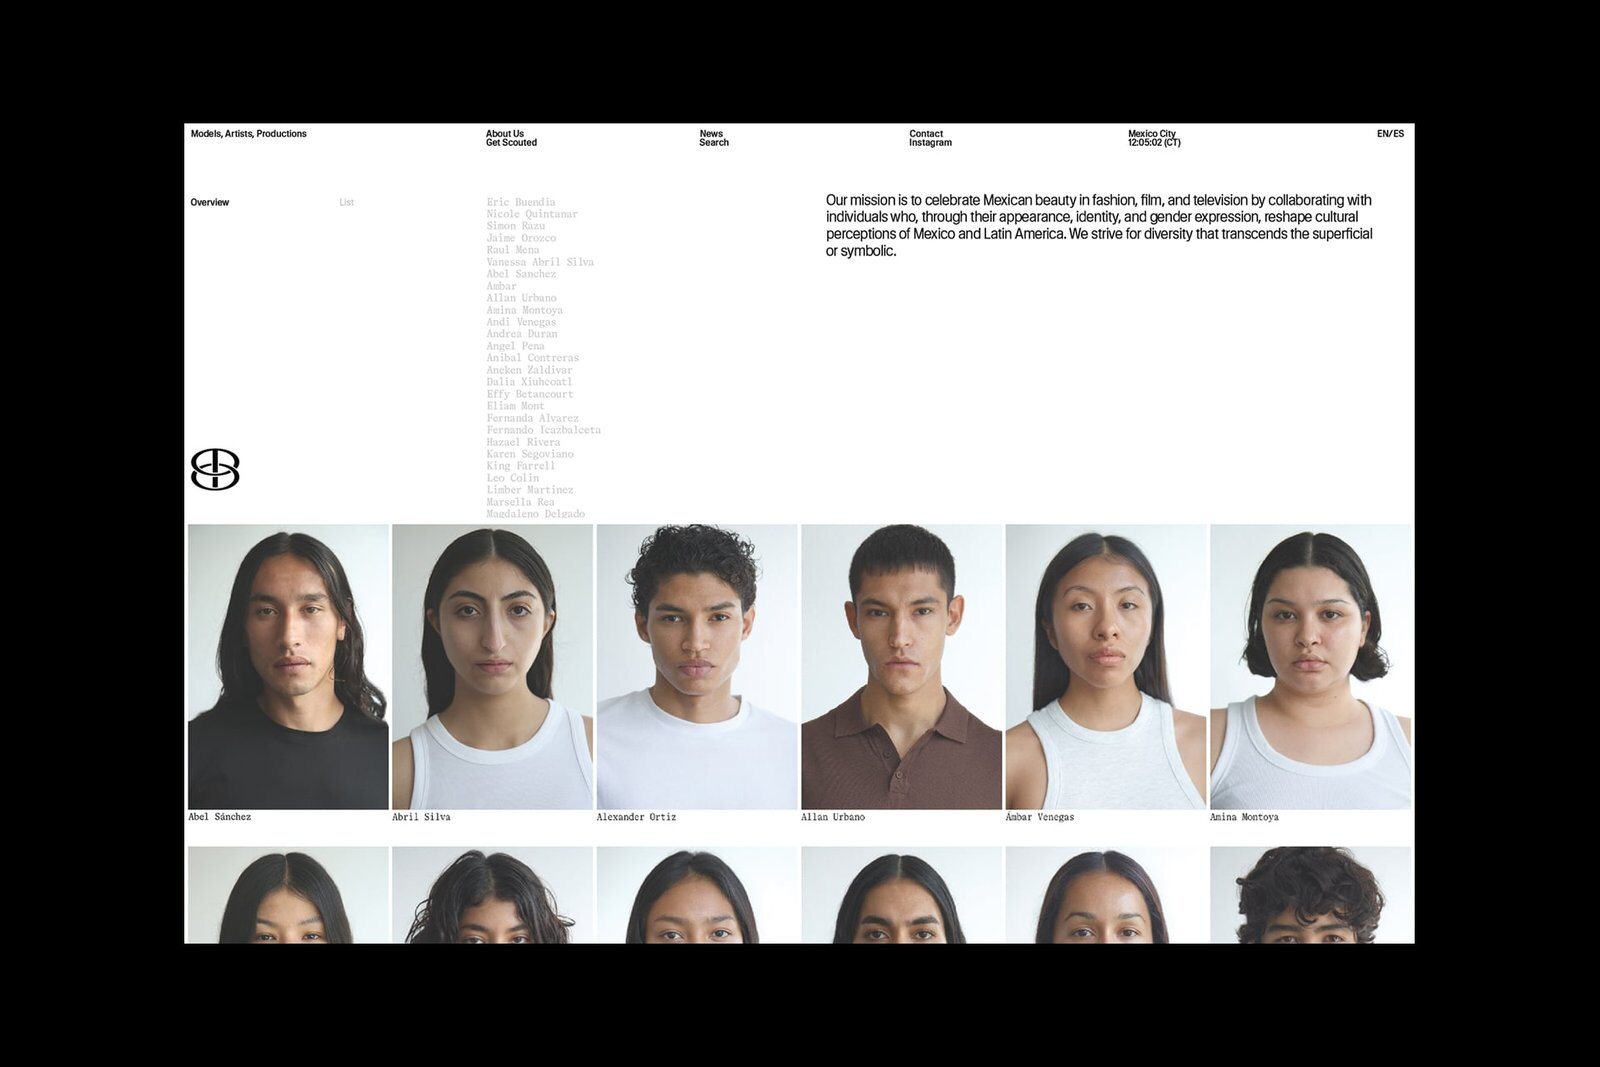 Models, Artists, Productions
About Us
Get Scouted
News
Search
Contact
Instagram
Mexico City
12:05:02 (CT)
EN/ES
Overview
List
Eric Buendia
Nicole Quintanar
Simon Razu
Jaime Orozco
Raul Mena
Vanessa Abril Silva
Abel Sanchez
Ambar
Allan Urbano
Amina Montoya
Andi Venegas
Andrea Duran
Angel Pena
Anibal Contreras
Aneken Zaldivar
Dalia Xiuhcoatl
Effy Betancourt
Eliam Mont
Fernanda Alvarez
Fernando Icazbalceta
Hazael Rivera
Karen Segoviano
King Farrell
Leo Colin
Limber Martinez
Marsella Rea
Magdaleno Delgado
Our mission is to celebrate Mexican beauty in fashion, film, and television by collaborating with
individuals who, through their appearance, identity, and gender expression, reshape cultural
perceptions of Mexico and Latin America. We strive for diversity that transcends the superficial
or symbolic.
Abel Sánchez
Abril Silva
Alexander Ortiz
Allan Urbano
Ámbar Venegas
Amina Montoya